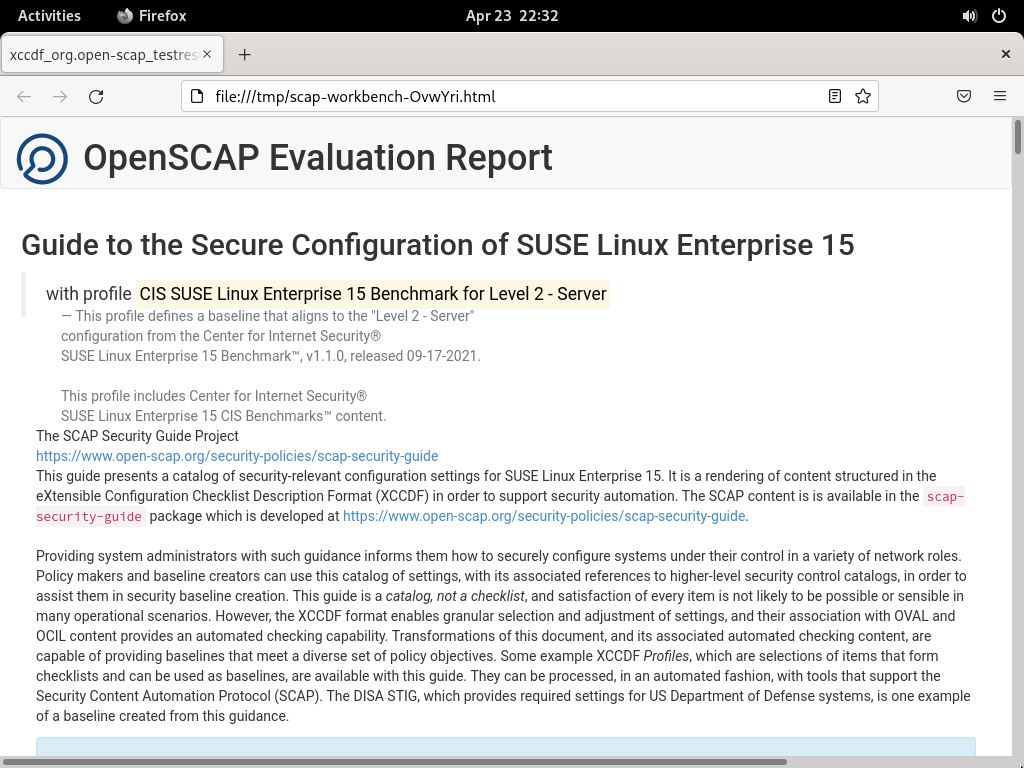 Activities
Firefox
Apr 23 22:32
xccdf_org.open-scap_testres
file:///tmp/scap-workbench-OvwYri.html
OpenSCAP Evaluation Report
Guide to the Secure Configuration of SUSE Linux Enterprise 15
with profile CIS SUSE Linux Enterprise 15 Benchmark for Level 2 - Server
— This profile defines a baseline that aligns to the "Level 2 - Server"
configuration from the Center for Internet Security®
SUSE Linux Enterprise 15 Benchmark™, v1.1.0, released 09-17-2021.
This profile includes Center for Internet Security®
SUSE Linux Enterprise 15 CIS Benchmarks™ content.
The SCAP Security Guide Project
https://www.open-scap.org/security-policies/scap-security-guide
This guide presents a catalog of security-relevant configuration settings for SUSE Linux Enterprise 15. It is a rendering of content structured in the
eXtensible Configuration Checklist Description Format (XCCDF) in order to support security automation. The SCAP content is is available in the scap-
security-guide package which is developed at https://www.open-scap.org/security-policies/scap-security-guide.
Providing system administrators with such guidance informs them how to securely configure systems under their control in a variety of network roles.
Policy makers and baseline creators can use this catalog of settings, with its associated references to higher-level security control catalogs, in order to
assist them in security baseline creation. This guide is a catalog, not a checklist, and satisfaction of every item is not likely to be possible or sensible in
many operational scenarios. However, the XCCDF format enables granular selection and adjustment of settings, and their association with OVAL and
OCIL content provides an automated checking capability. Transformations of this document, and its associated automated checking content, are
capable of providing baselines that meet a diverse set of policy objectives. Some example XCCDF Profiles, which are selections of items that form
checklists and can be used as baselines, are available with this guide. They can be processed, in an automated fashion, with tools that support the
Security Content Automation Protocol (SCAP). The DISA STIG, which provides required settings for US Department of Defense systems, is one example
of a baseline created from this guidance.